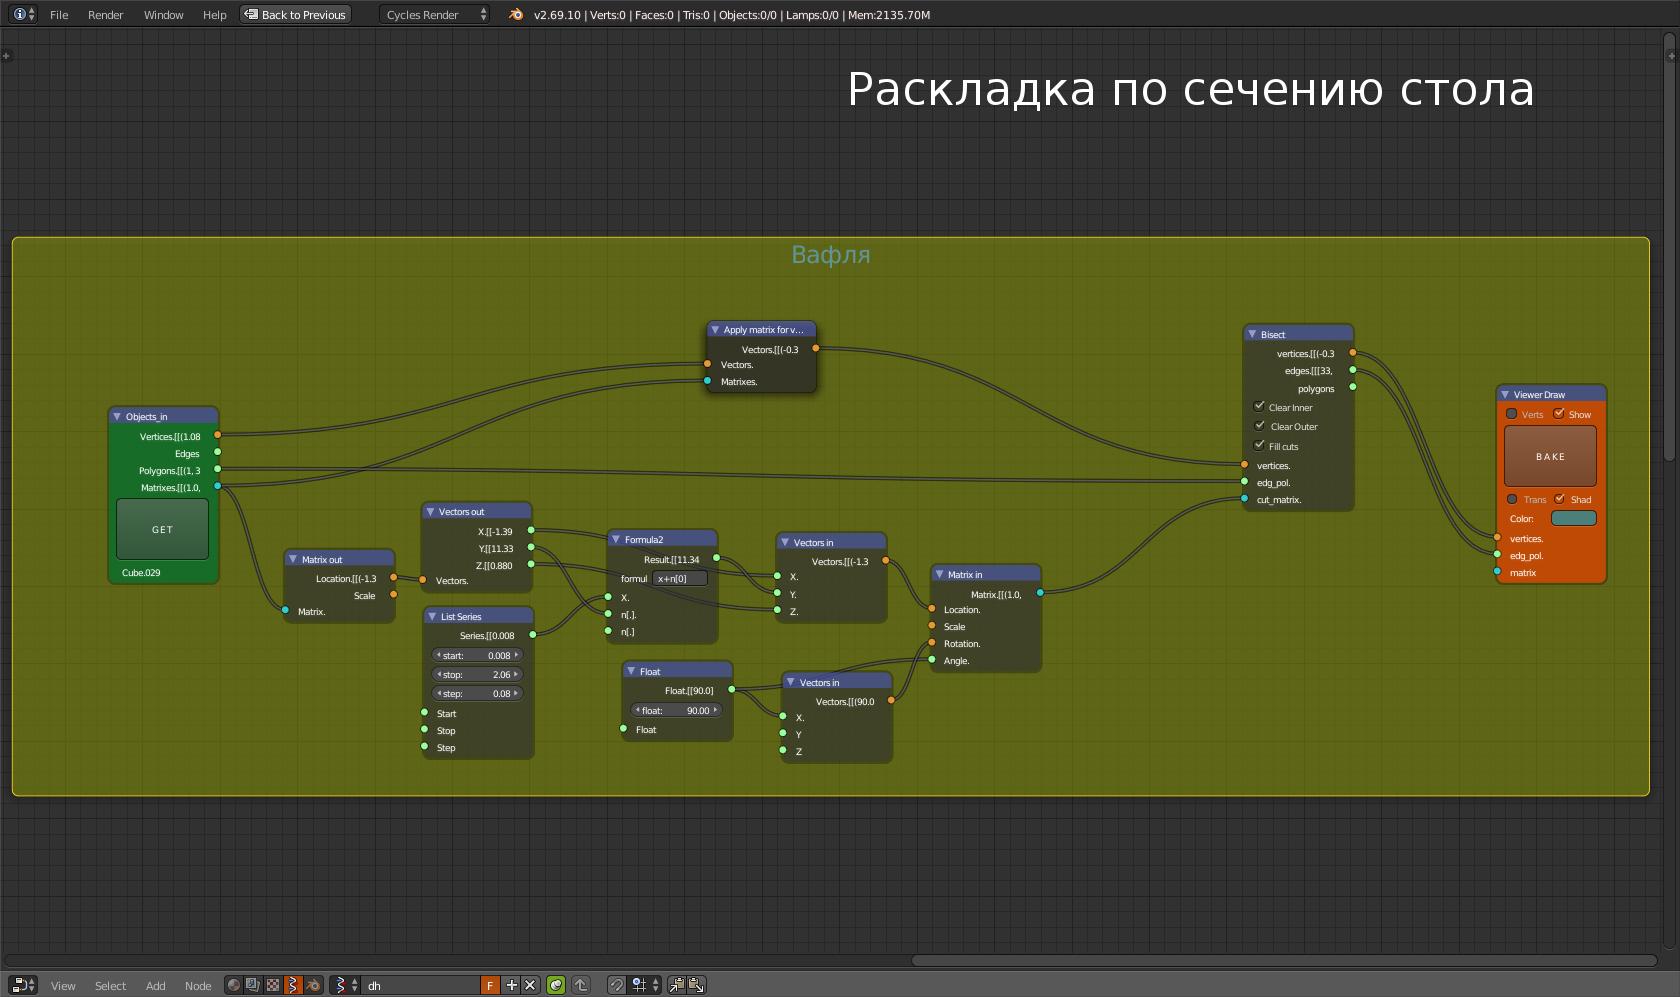 File Render Window Help Back to Previous Cycles Render v2.69.10 | Verts:0 | Faces:0 | Tris:0 | Objects:0/0 | Lamps:0/0 | Mem:2135.70M
Раскладка по сечению стола
Вафля
Objects_in
Vertices.[[(1.08
Edges
Polygons.[[(1, 3
Matrixes.[[(1.0,
GET
Cube.029
Matrix out
Location.[[(-1.3
Scale
Matrix.
Vectors out
X.[[-1.39
Y.[[11.33
Z.[[0.880
Vectors.
List Series
Series.[[0.008
start: 0.008
stop: 2.06
step: 0.08
Start
Stop
Step
Formula2
Result.[[11.34
formul x+n[0]
X.
n[.].
n[.]
Float
Float.[[90.0]
float: 90.00
Float
Apply matrix for v...
Vectors.[[(-0.3
Vectors.
Matrixes.
Vectors in
Vectors.[[(-1.3
X.
Y.
Z.
Vectors in
Vectors.[[(90.0
X.
Y
Z
Matrix in
Matrix.[[(1.0,
Location.
Scale
Rotation.
Angle.
Bisect
vertices.[[(-0.3
edges.[[[33,
polygons
Clear Inner
Clear Outer
Fill cuts
vertices.
edg_pol.
cut_matrix.
Viewer Draw
Verts Show
BAKE
Trans Shad
Color:
vertices.
edg_pol.
matrix
View Select Add Node dh F